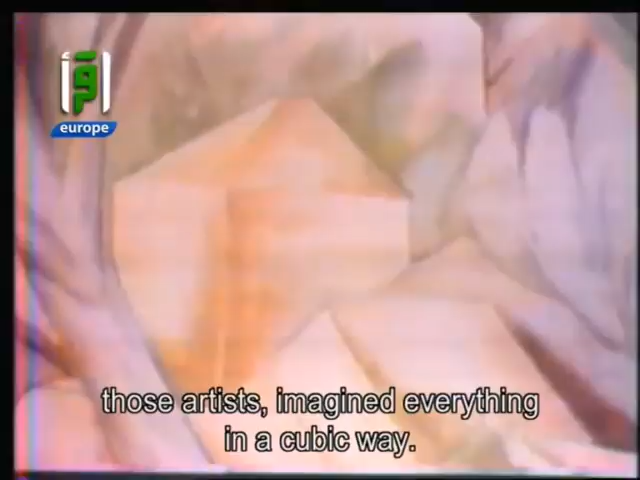 اقرأ
europe
those artists, imagined everything
in a cubic way.